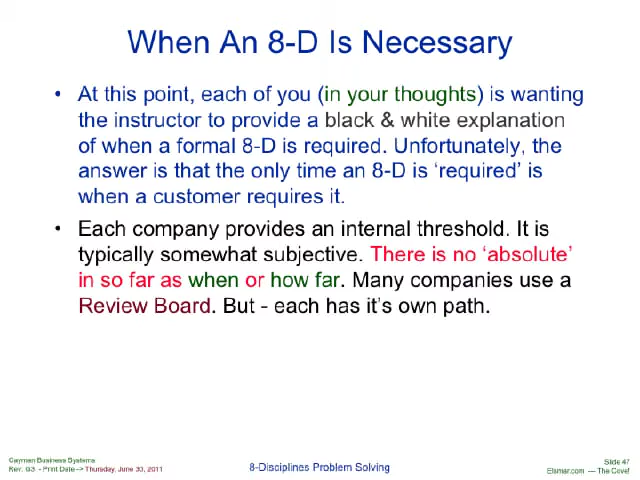 When An 8-D Is Necessary
• At this point, each of you (in your thoughts) is wanting
the instructor to provide a black & white explanation
of when a formal 8-D is required. Unfortunately, the
answer is that the only time an 8-D is ‘required’ is
when a customer requires it.
• Each company provides an internal threshold. It is
typically somewhat subjective. There is no ‘absolute’
in so far as when or how far. Many companies use a
Review Board. But - each has it’s own path.
Cayman Business Systems
Rev: G3 - Print Date--> Thursday, June 30, 2011
8-Disciplines Problem Solving
Slide 47
Elsmar.com — The Cove!